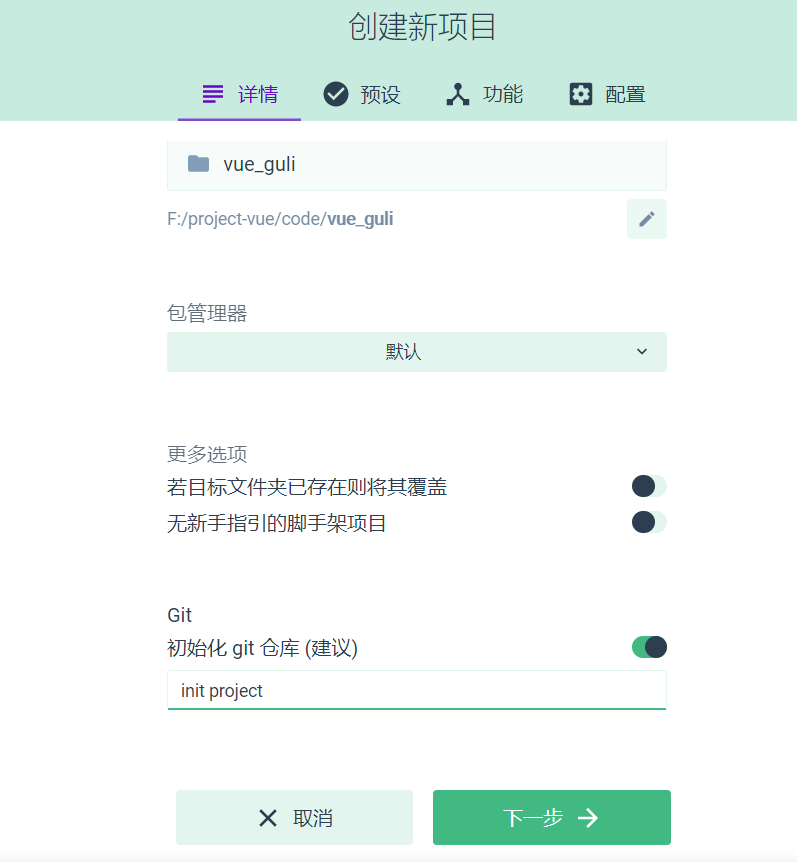 创建新项目
详情 预设 功能 配置
vue_guli
F:/project-vue/code/vue_guli
包管理器
默认
更多选项
若目标文件夹已存在则将其覆盖
无新手指引的脚手架项目
Git
初始化 git 仓库 (建议)
init project
取消 下一步